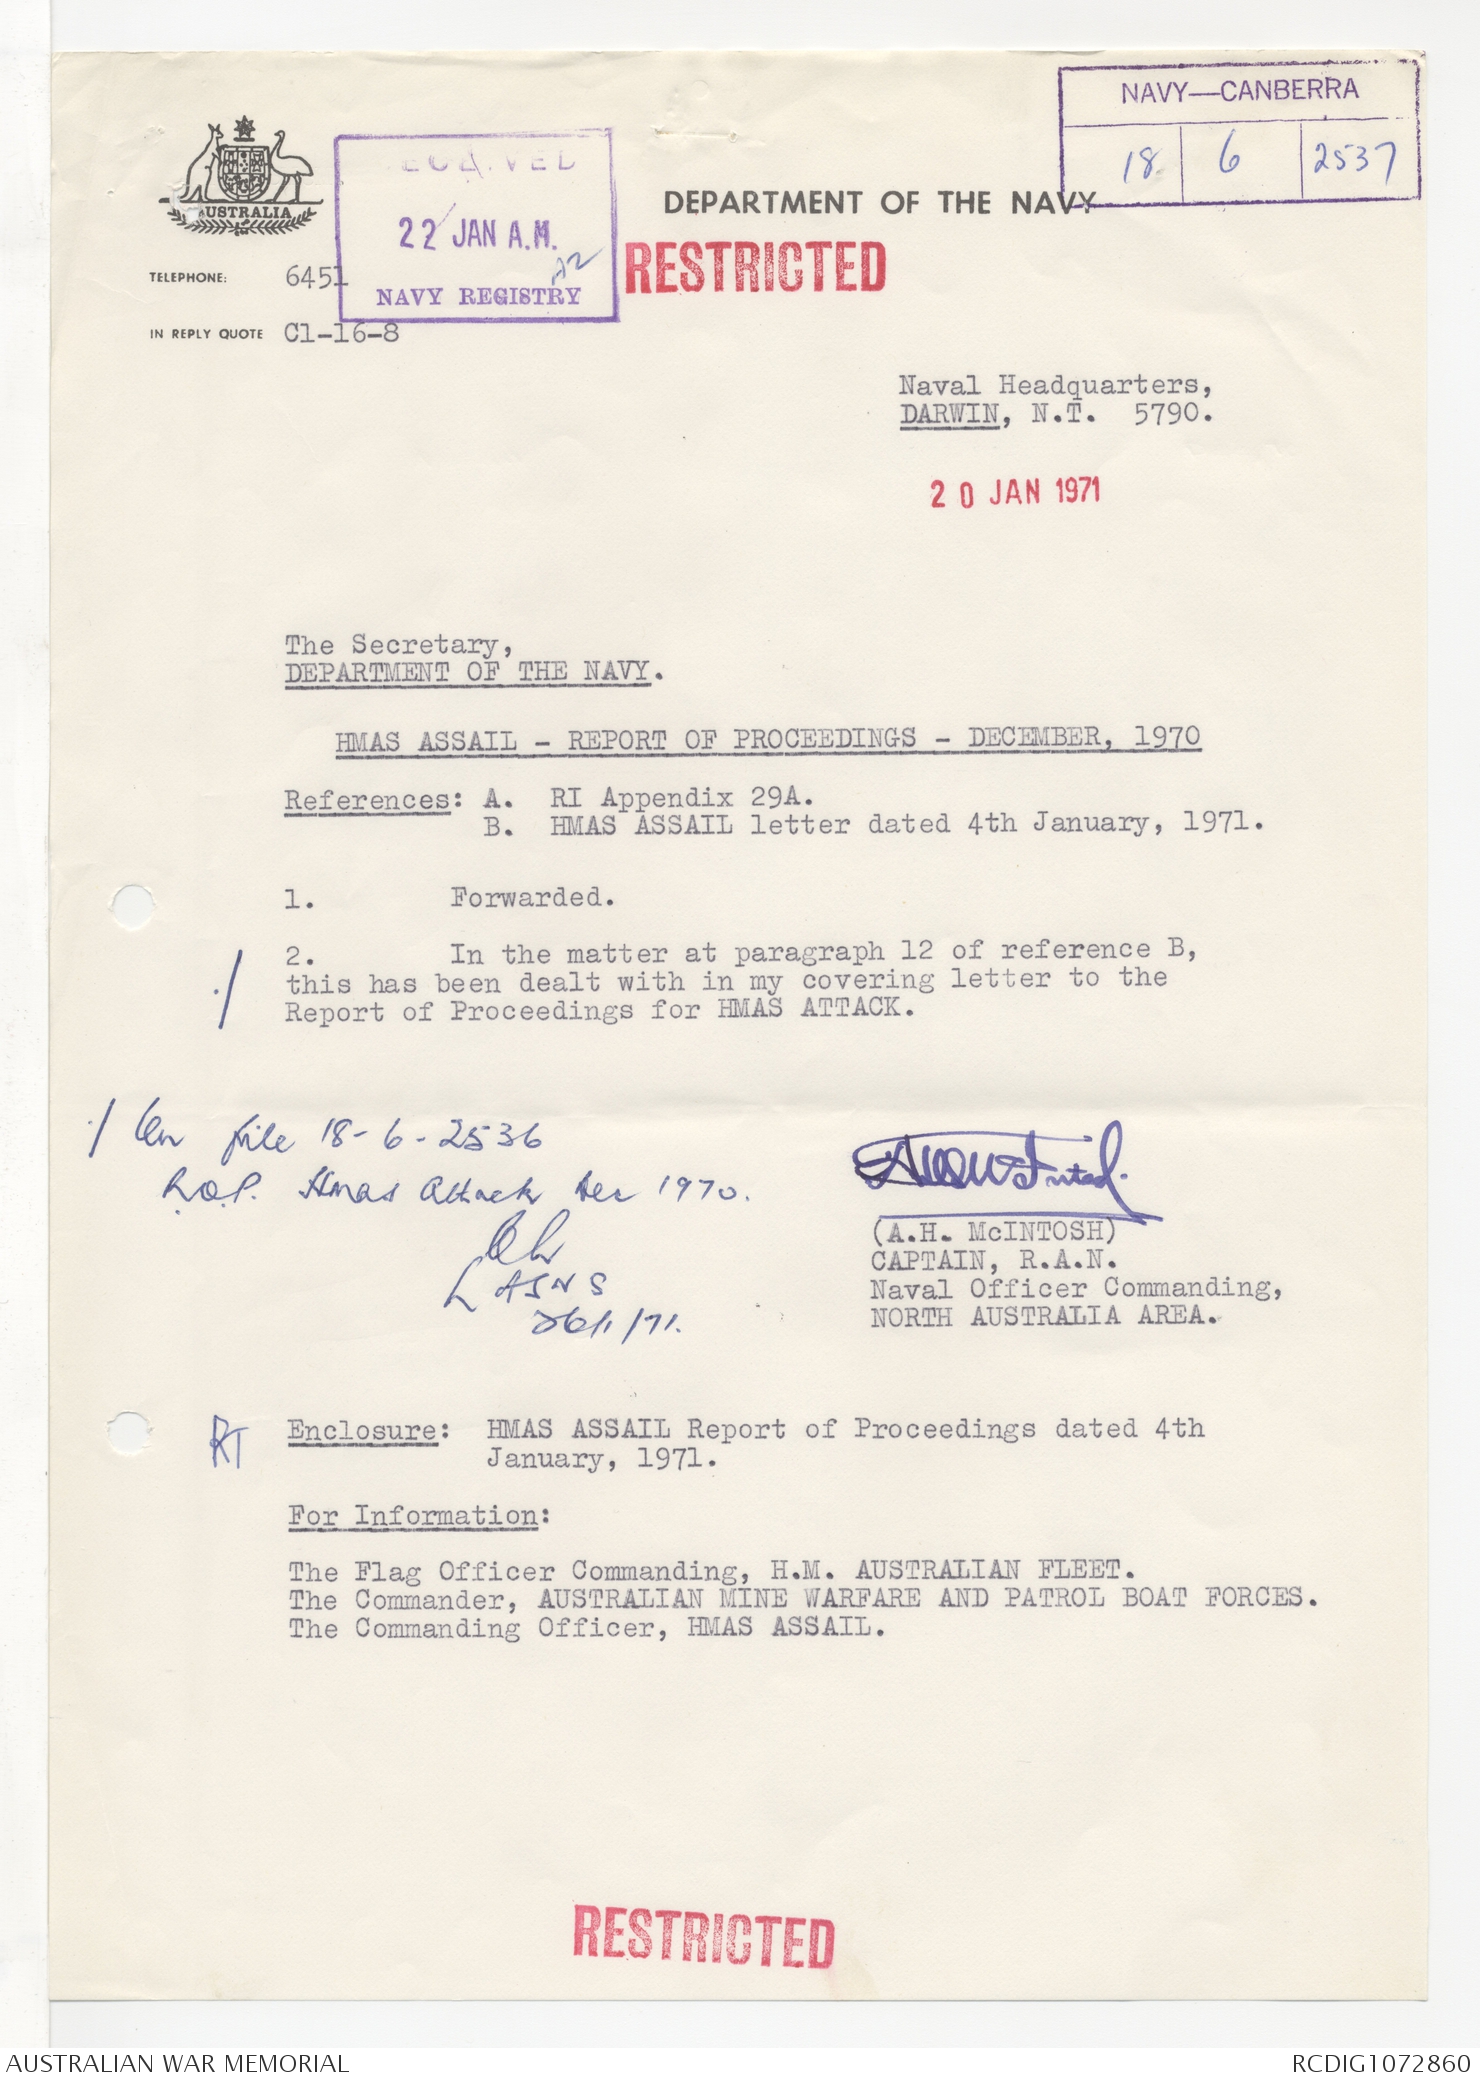 NAVY—CANBERRA
18 6 2537
AUSTRALIA
RECEIVED
22 JAN A.M.
A2
NAVY REGISTRY
DEPARTMENT OF THE NAVY
RESTRICTED
TELEPHONE: 6451
IN REPLY QUOTE C1-16-8
Naval Headquarters,
DARWIN, N.T. 5790.
20 JAN 1971
The Secretary,
DEPARTMENT OF THE NAVY.
HMAS ASSAIL - REPORT OF PROCEEDINGS - DECEMBER, 1970
References: A. RI Appendix 29A.
B. HMAS ASSAIL letter dated 4th January, 1971.
1. Forwarded.
2. In the matter at paragraph 12 of reference B,
this has been dealt with in my covering letter to the
Report of Proceedings for HMAS ATTACK.
file 18-6-2536
R.O.P. Hmas Attack Dec 1970.
26/1/71.
(A.H. McINTOSH)
CAPTAIN, R.A.N.
Naval Officer Commanding,
NORTH AUSTRALIA AREA.
RT
Enclosure: HMAS ASSAIL Report of Proceedings dated 4th
January, 1971.
For Information:
The Flag Officer Commanding, H.M. AUSTRALIAN FLEET.
The Commander, AUSTRALIAN MINE WARFARE AND PATROL BOAT FORCES.
The Commanding Officer, HMAS ASSAIL.
RESTRICTED
AUSTRALIAN WAR MEMORIAL
RCDIG1072860